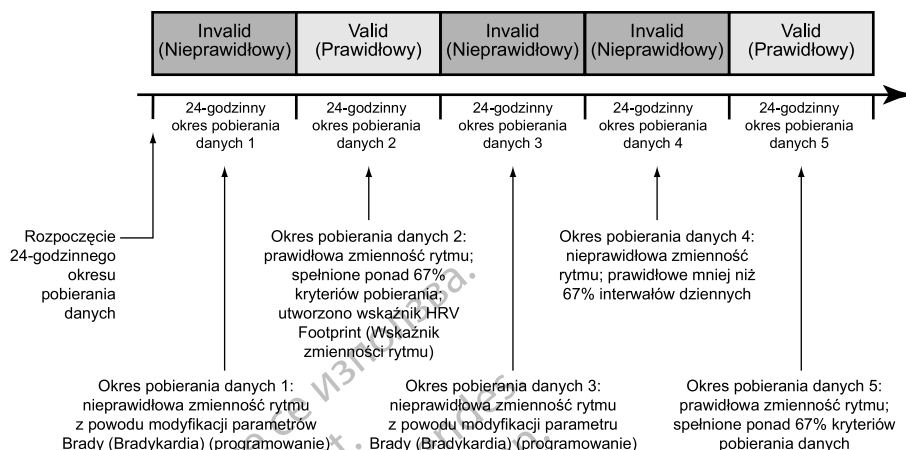 Invalid
(Nieprawidłowy)
Valid
(Prawidłowy)
Invalid
(Nieprawidłowy)
Invalid
(Nieprawidłowy)
Valid
(Prawidłowy)
24-godzinny
okres pobierania
danych 1
24-godzinny
okres pobierania
danych 2
24-godzinny
okres pobierania
danych 3
24-godzinny
okres pobierania
danych 4
24-godzinny
okres pobierania
danych 5
Rozpoczęcie
24-godzinnego
okresu
pobierania
danych
Okres pobierania danych 2:
prawidłowa zmienność rytmu;
spełnione ponad 67%
kryteriów pobierania;
utworzono wskaźnik HRV
Footprint (Wskaźnik
zmienności rytmu)
Okres pobierania danych 4:
nieprawidłowa zmienność
rytmu; prawidłowe mniej niż
67% interwałów dziennych
Okres pobierania danych 1:
nieprawidłowa zmienność rytmu
z powodu modyfikacji parametrów
Brady (Bradykardia) (programowanie)
Okres pobierania danych 3:
nieprawidłowa zmienność rytmu
z powodu modyfikacji parametru
Brady (Bradykardia) (programowanie)
Okres pobierania danych 5:
prawidłowa zmienność rytmu;
spełnione ponad 67% kryteriów
pobierania danych
се използва.